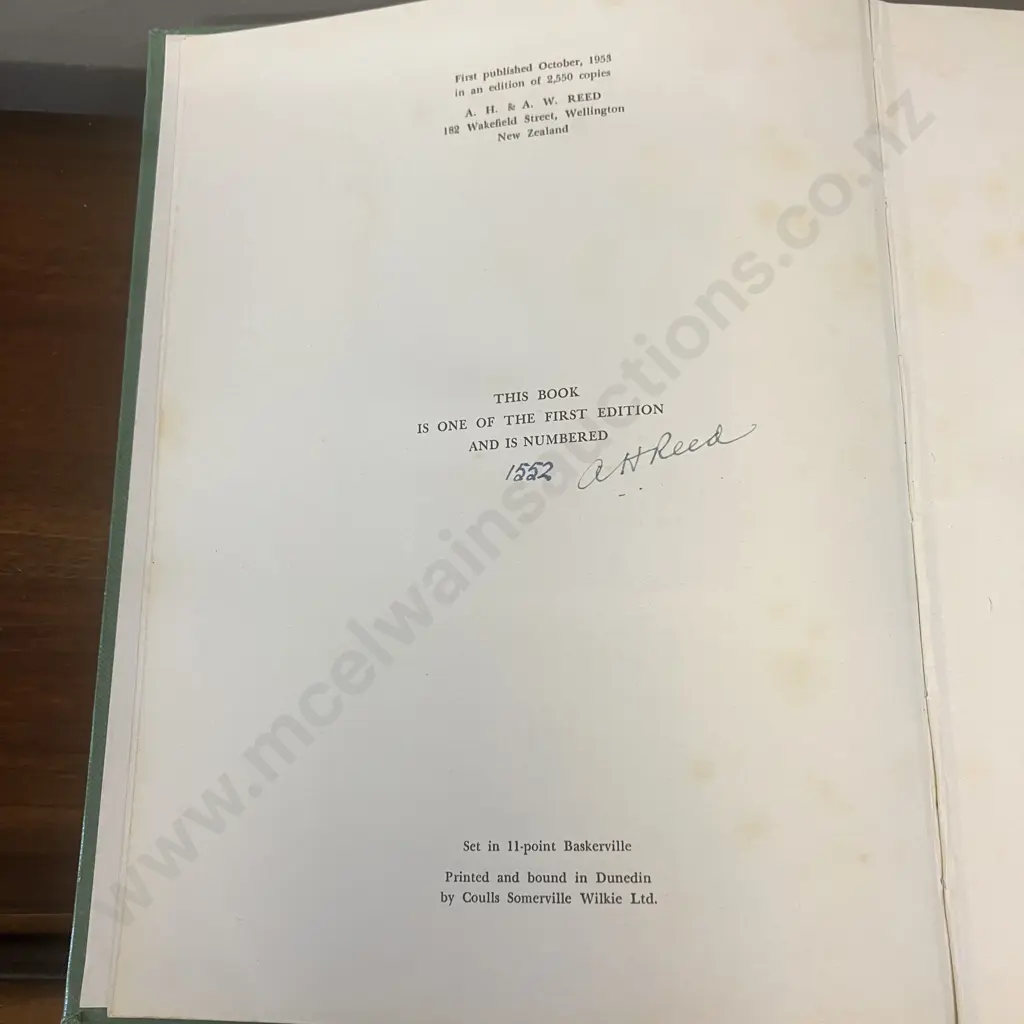 First published October, 1953
in an edition of 2,550 copies
A. H. & A. W. REED
182 Wakefield Street, Wellington
New Zealand
THIS BOOK
IS ONE OF THE FIRST EDITION
AND IS NUMBERED
1552 A H Reed
Set in 11-point Baskerville
Printed and bound in Dunedin
by Coulls Somerville Wilkie Ltd.
www.mcelwainsauctions.co.nz